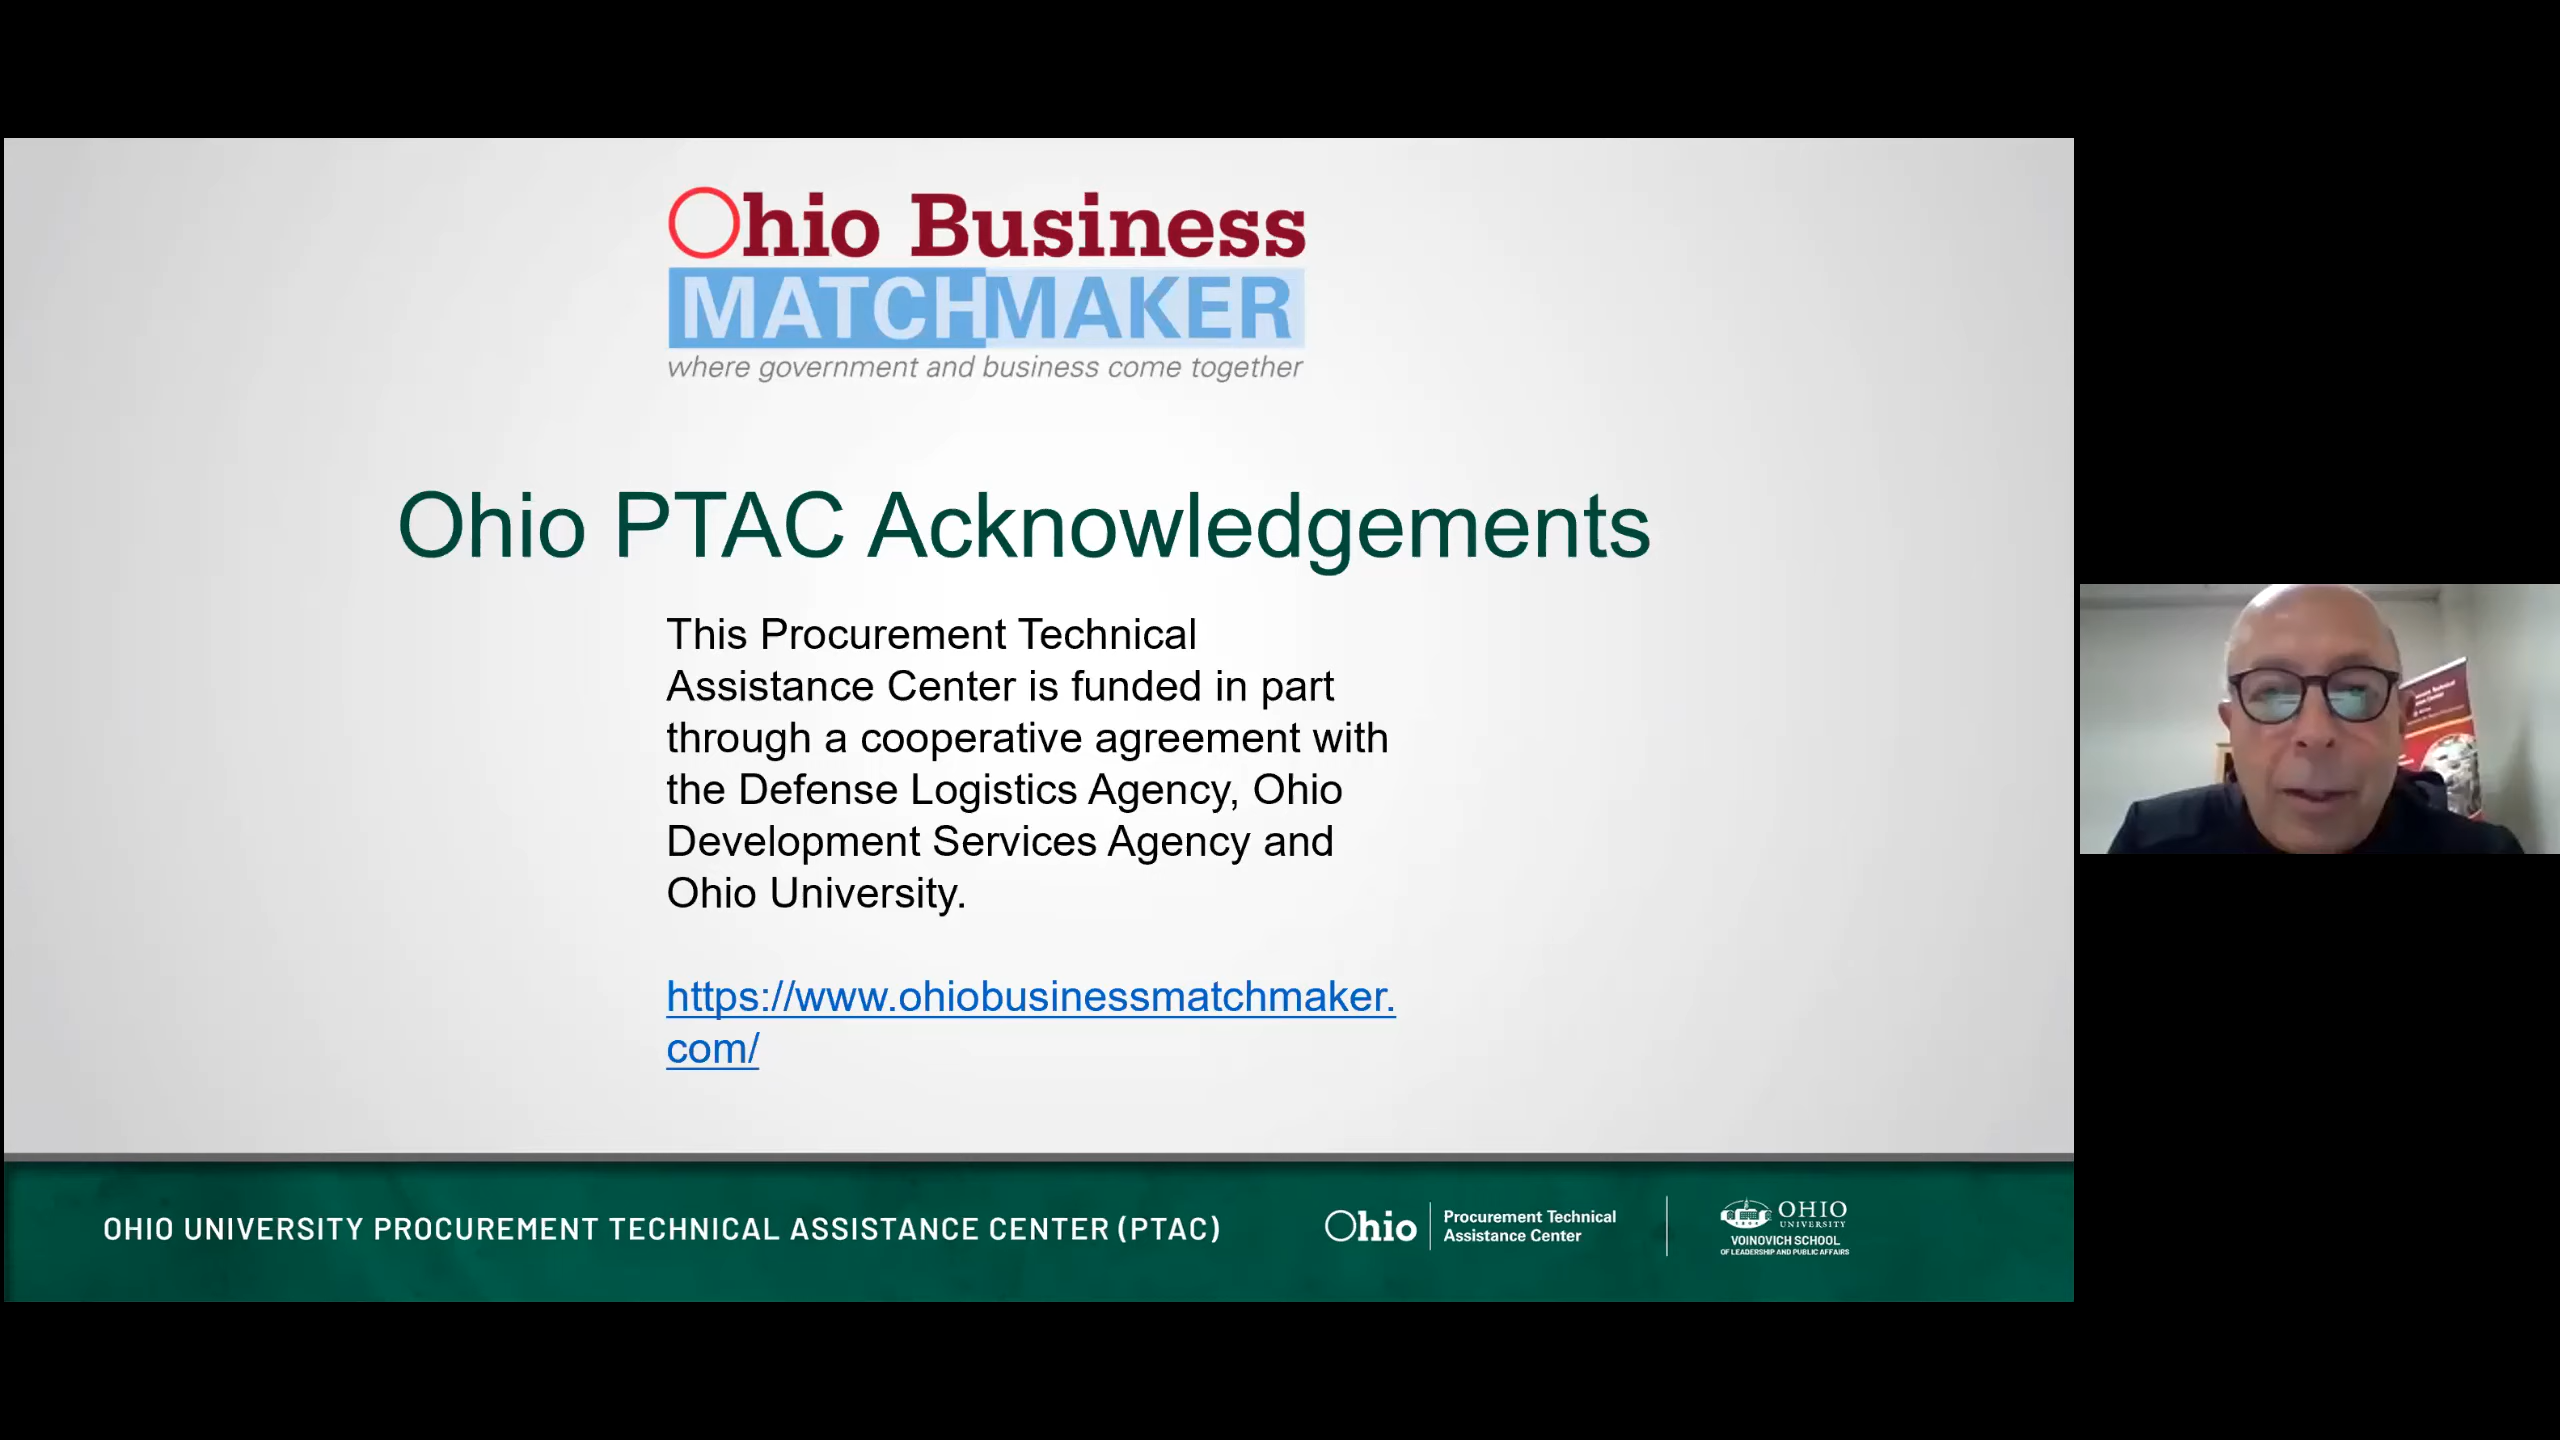 Ohio Business
MATCHMAKER
where government and business come together
Ohio PTAC Acknowledgements
This Procurement Technical
Assistance Center is funded in part
through a cooperative agreement with
the Defense Logistics Agency, Ohio
Development Services Agency and
Ohio University.
https://www.ohiobusinessmatchmaker.
com/
OHIO UNIVERSITY PROCUREMENT TECHNICAL ASSISTANCE CENTER (PTAC)
Ohio
Procurement Technical
Assistance Center
OHIO
UNIVERSITY
VOINOVICH SCHOOL
OF LEADERSHIP AND PUBLIC AFFAIRS